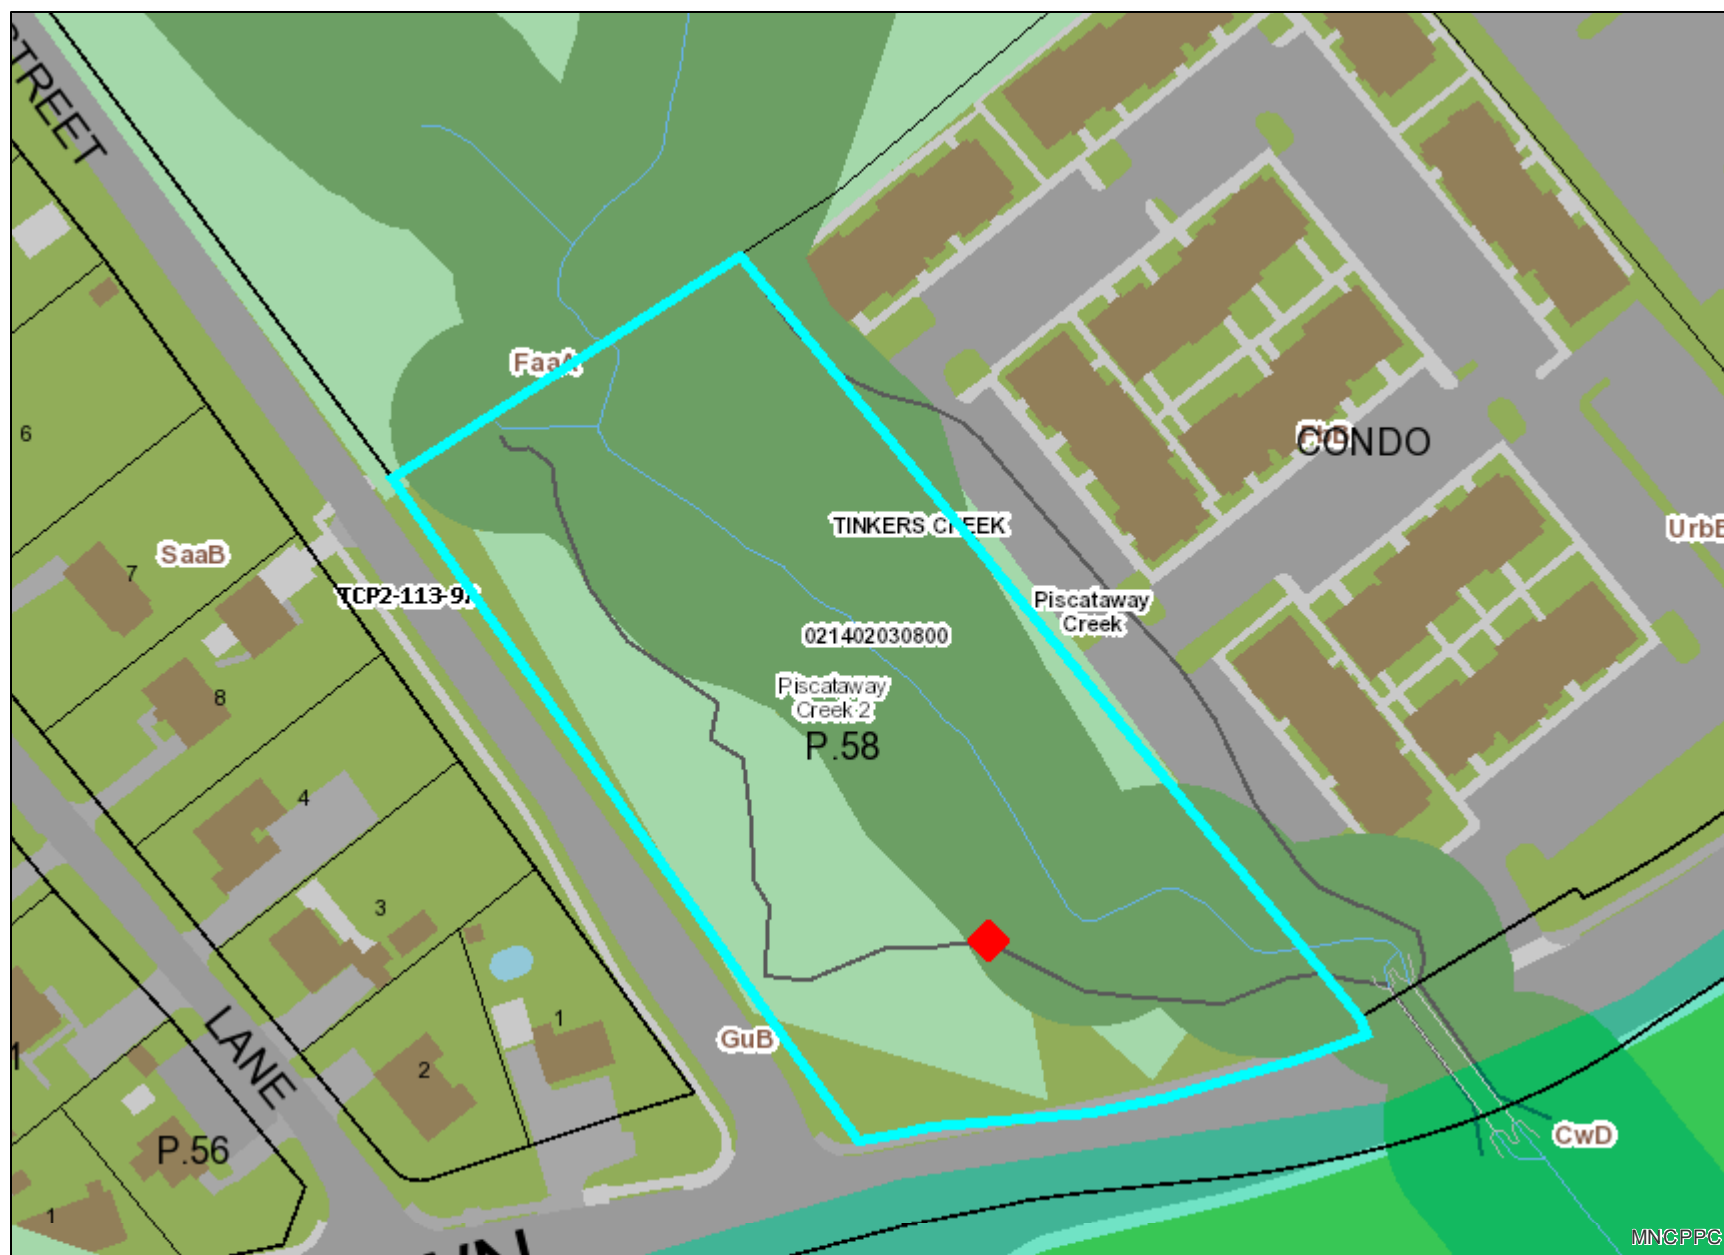 STREET
FaaA
6
CONDO
TINKERS CREEK
UrbB
7
SaaB
TCP2-113-9
Piscataway
Creek
021402030800
Piscataway
Creek-2
8
P.58
4
3
1
GuB
2
LANE
1
P.56
CwD
1
MNCPPC